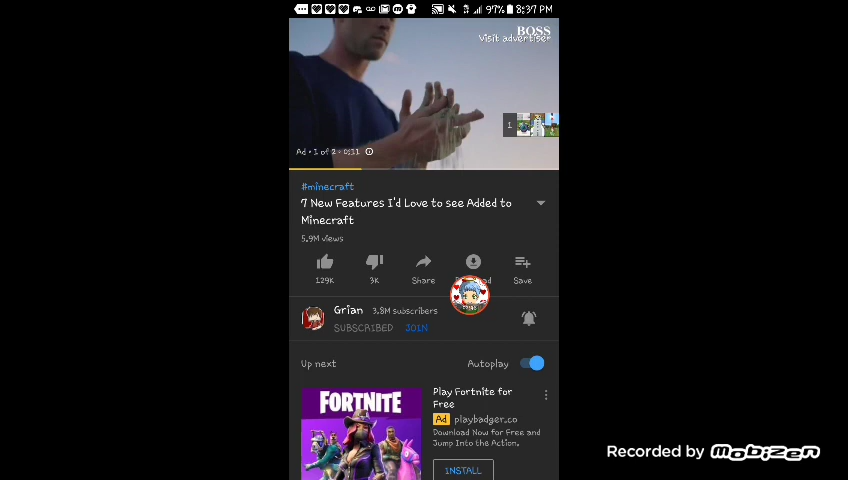 97% 8:37 PM
BOSS
Visit advertiser
1
Ad • 1 of 2 • 0:11
#minecraft
7 New Features I'd Love to see Added to
Minecraft
5.9M views
129K 3K Share Save
Grian 3.8M subscribers
SUBSCRIBED JOIN
Up next Autoplay
FORTNITE
Play Fortnite for
Free
Ad playbadger.co
Download Now for Free and
Jump Into the Action.
INSTALL
Recorded by Mobizen